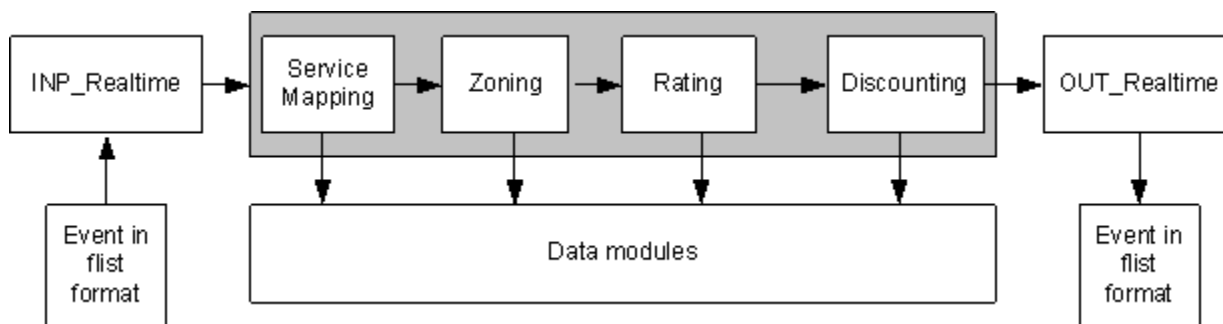 INP_Realtime
Service
Mapping
Zoning
Rating
Discounting
OUT_Realtime
Event in
flist
format
Data modules
Event in
flist
format